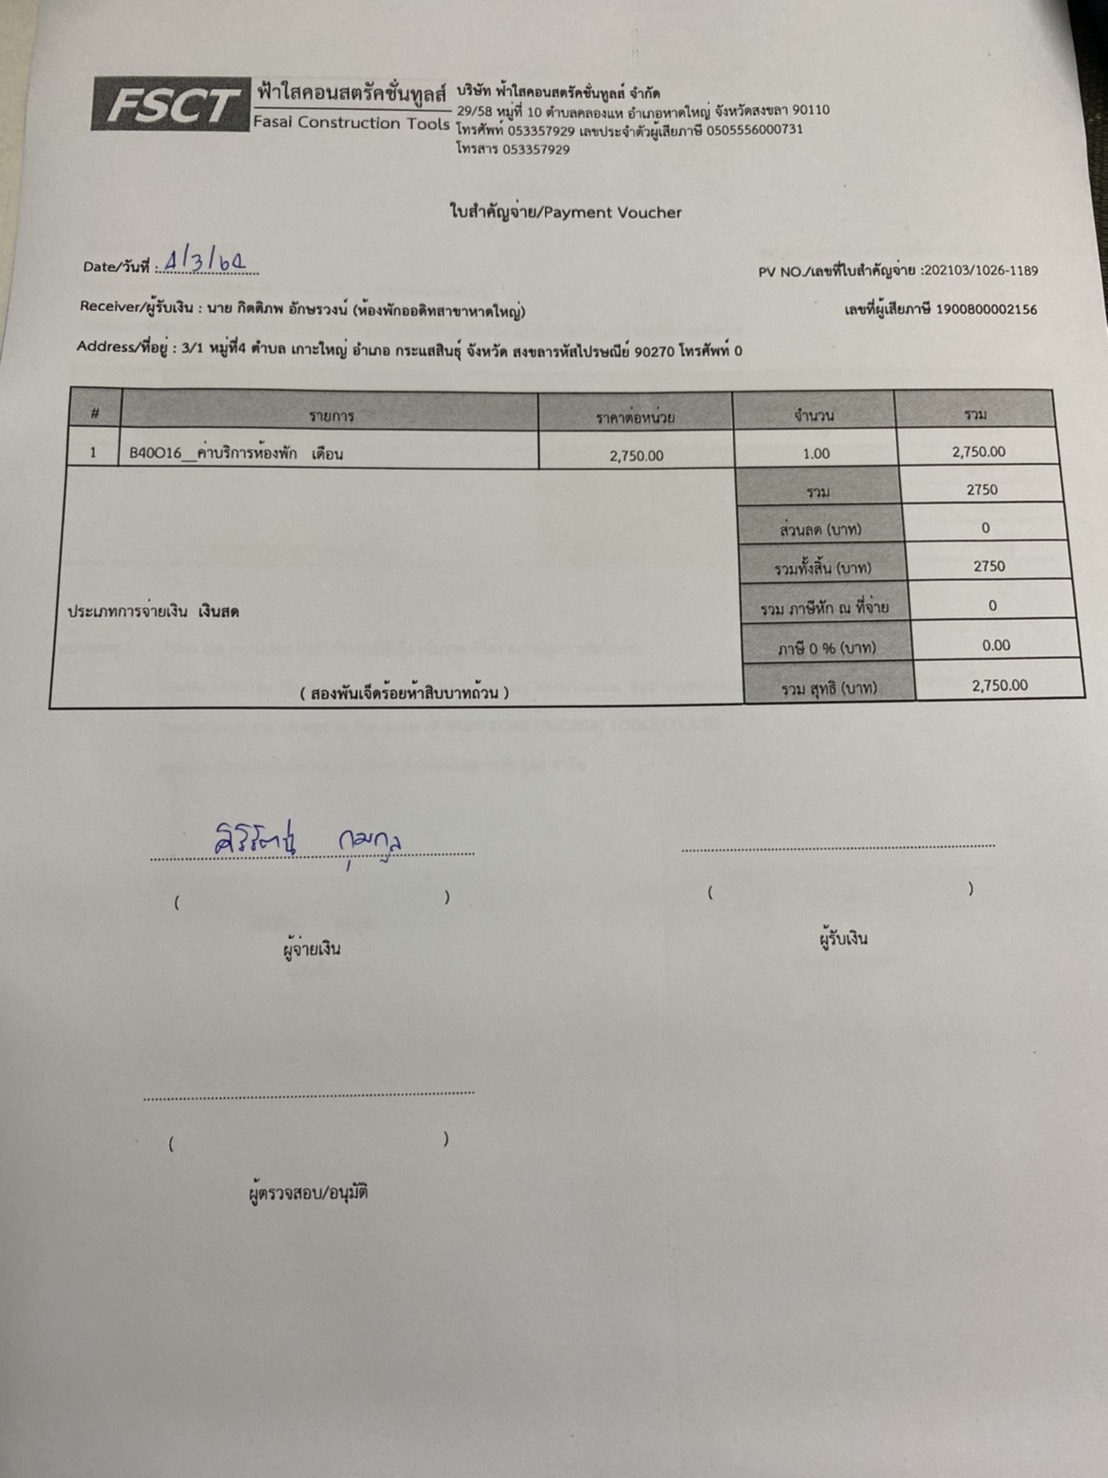 FSCT
ฟ้าใสคอนสตรัคชั่นทูลส์
Fasai Construction Tools
บริษัท ฟ้าใสคอนสตรัคชั่นทูลส์ จำกัด
29/58 หมู่ที่ 10 ตำบลคลองแห อำเภอหาดใหญ่ จังหวัดสงขลา 90110
โทรศัพท์ 053357929 เลขประจำตัวผู้เสียภาษี 0505556000731
โทรสาร 053357929
ใบสำคัญจ่าย/Payment Voucher
Date/วันที่ : 4/3/64
PV NO./เลขที่ใบสำคัญจ่าย :202103/1026-1189
Receiver/ผู้รับเงิน : นาย กิตติภพ อักษรวงน์ (ห้องพักออดิทสาขาหาดใหญ่)
เลขที่ผู้เสียภาษี 1900800002156
Address/ที่อยู่ : 3/1 หมู่ที่4 ตำบล เกาะใหญ่ อำเภอ กระแสสินธุ์ จังหวัด สงขลารหัสไปรษณีย์ 90270 โทรศัพท์ 0
# รายการ ราคาต่อหน่วย จำนวน รวม
1 B40O16__ค่าบริการห้องพัก เดือน 2,750.00 1.00 2,750.00
รวม 2750
ส่วนลด (บาท) 0
รวมทั้งสิ้น (บาท) 2750
ประเภทการจ่ายเงิน เงินสด
รวม ภาษีหัก ณ ที่จ่าย 0
ภาษี 0 % (บาท) 0.00
( สองพันเจ็ดร้อยห้าสิบบาทถ้วน )
รวม สุทธิ (บาท) 2,750.00
ศิริรัตน์ กุมกูล
( )
( )
ผู้จ่ายเงิน
ผู้รับเงิน
( )
ผู้ตรวจสอบ/อนุมัติ